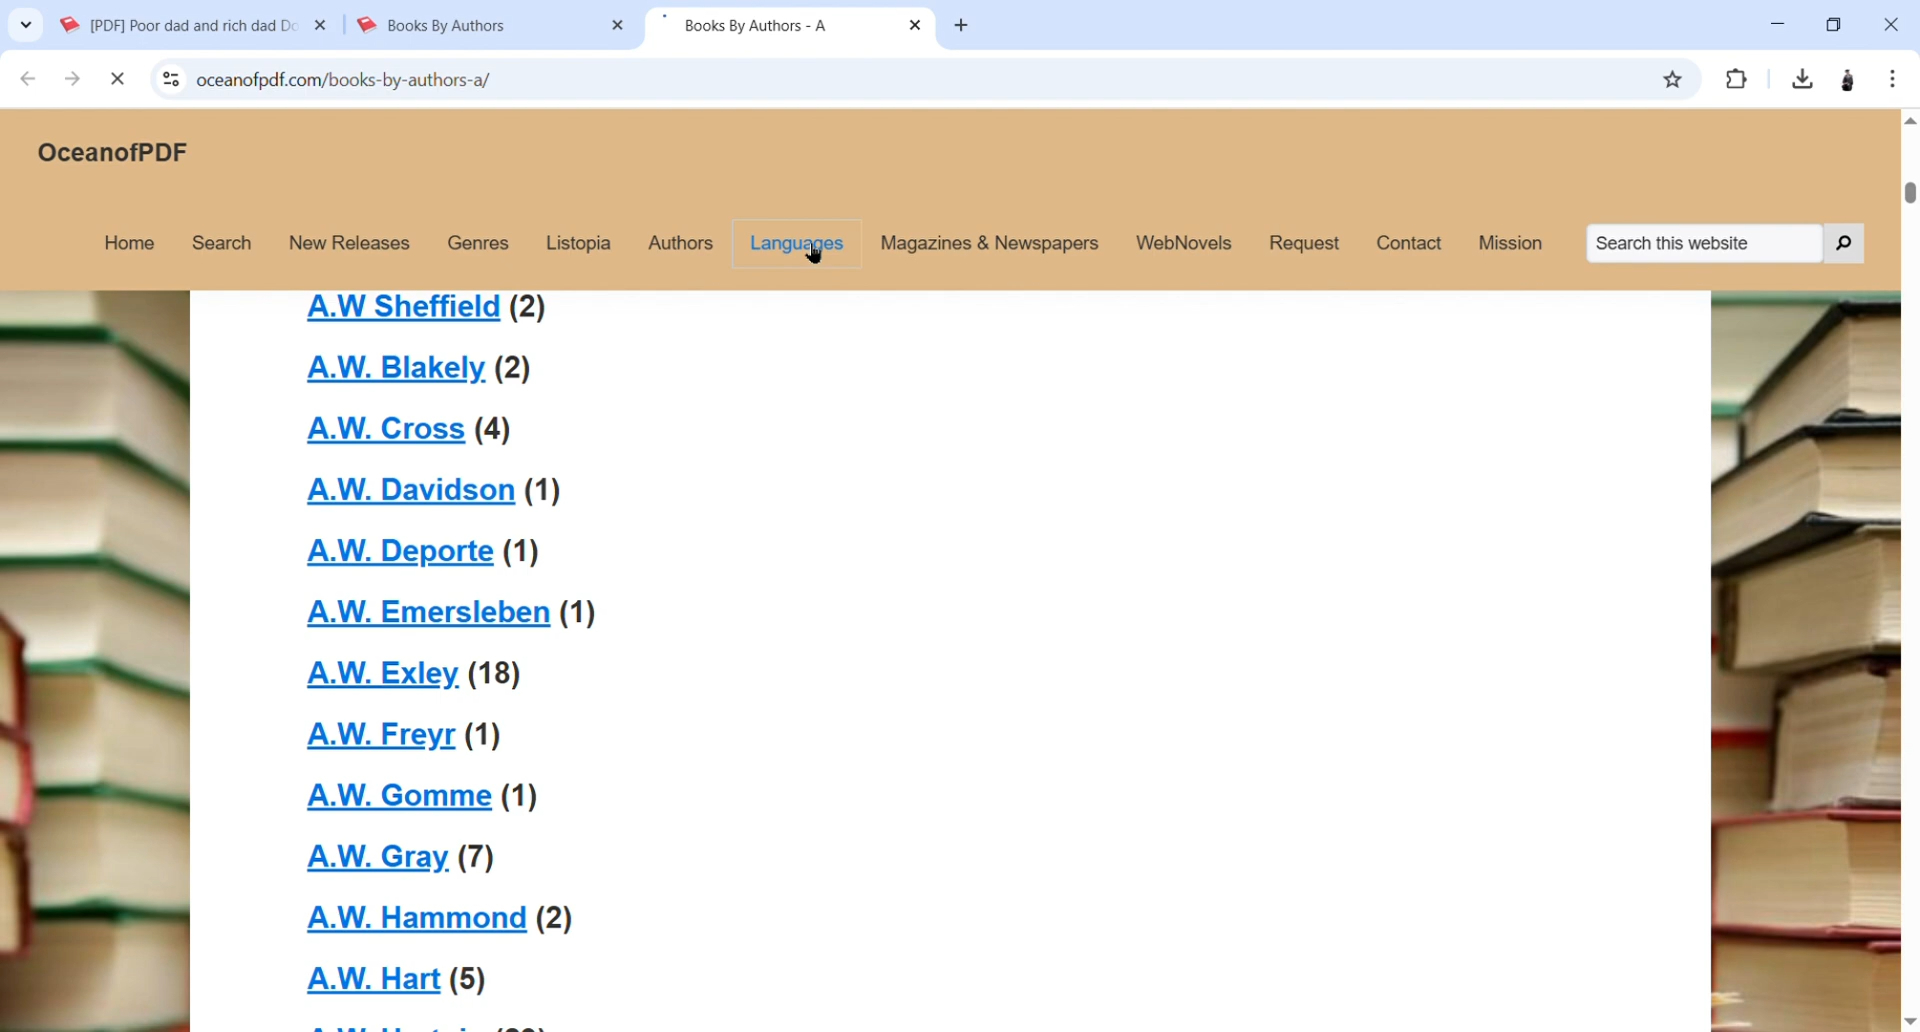 [PDF] Poor dad and rich dad Do
Books By Authors
Books By Authors - A
oceanofpdf.com/books-by-authors-a/
OceanofPDF
Home Search New Releases Genres Listopia Authors Languages Magazines & Newspapers WebNovels Request Contact Mission Search this website
A.W Sheffield (2)
A.W. Blakely (2)
A.W. Cross (4)
A.W. Davidson (1)
A.W. Deporte (1)
A.W. Emersleben (1)
A.W. Exley (18)
A.W. Freyr (1)
A.W. Gomme (1)
A.W. Gray (7)
A.W. Hammond (2)
A.W. Hart (5)